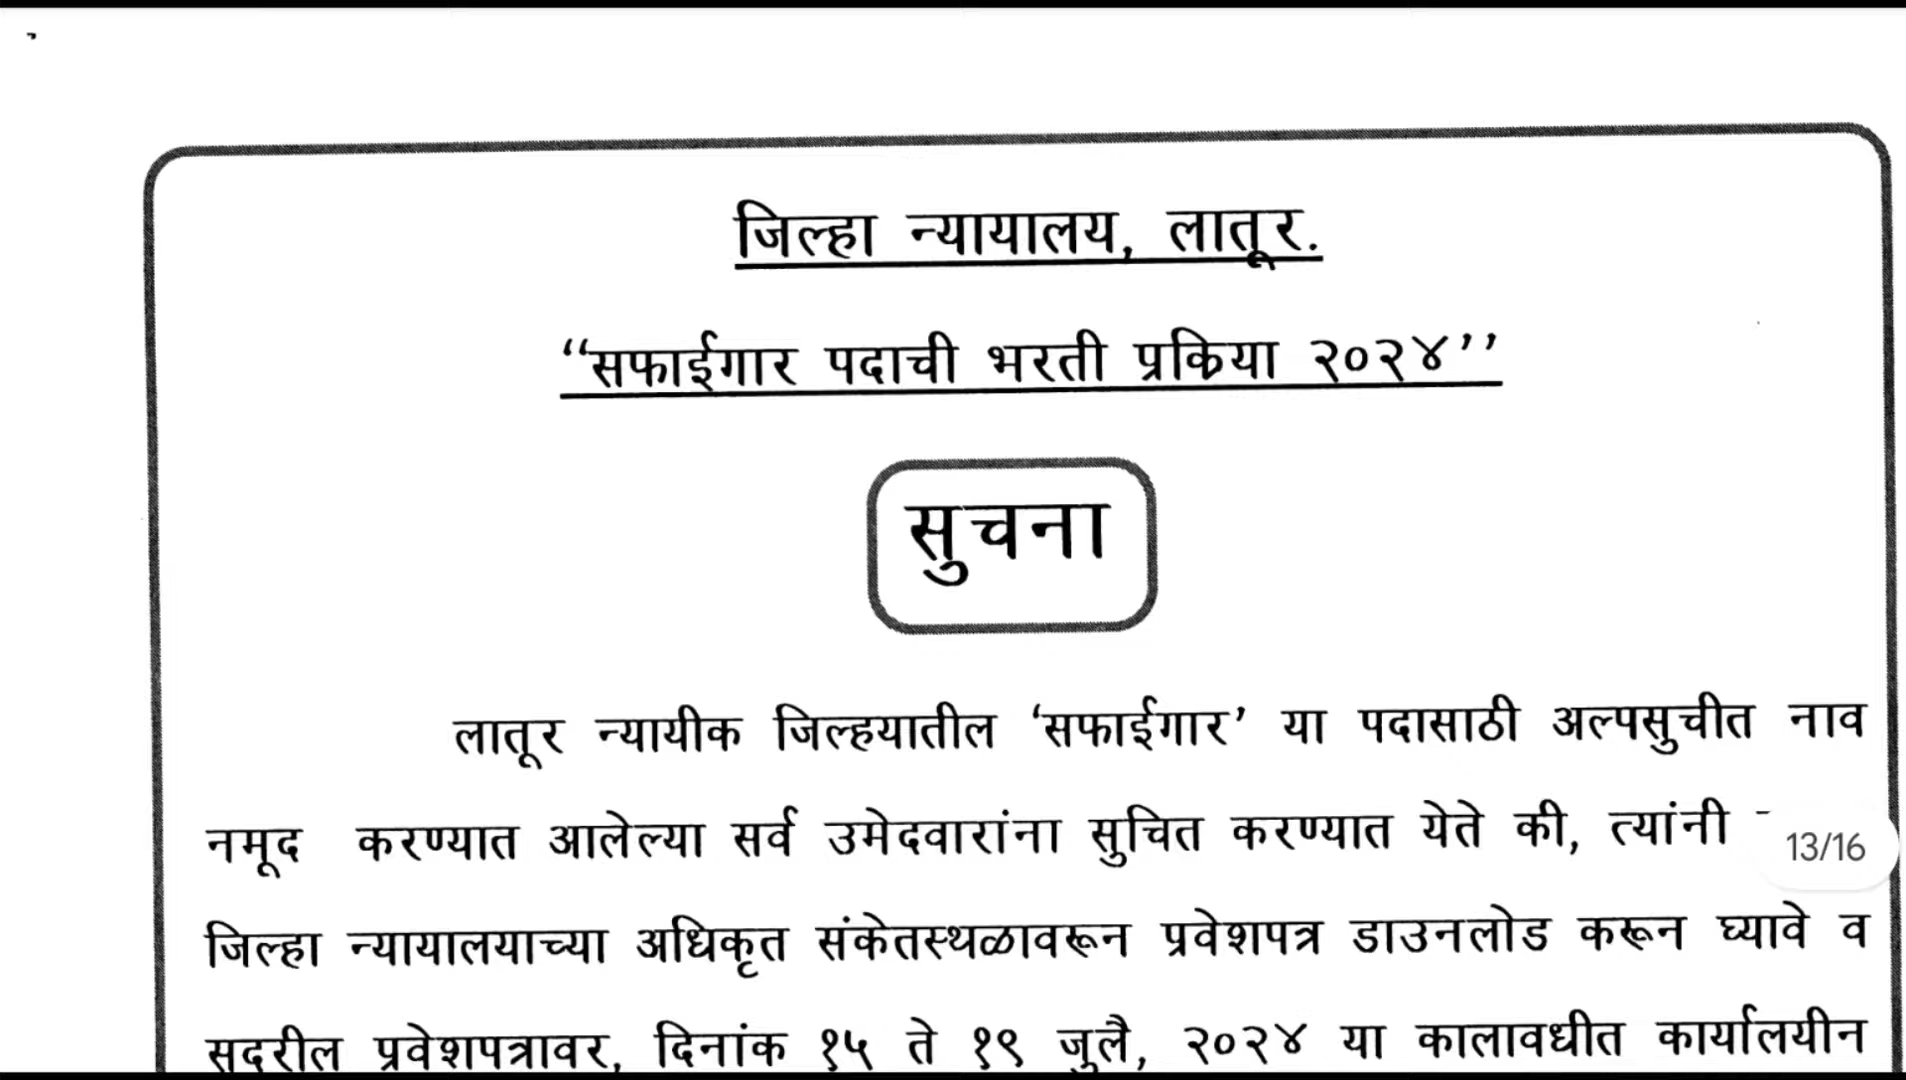 जिल्हा न्यायालय, लातूर.
‘‘सफाईगार पदाची भरती प्रक्रिया २०२४’’
सुचना
लातूर न्यायीक जिल्हयातील ‘सफाईगार’ या पदासाठी अल्पसुचीत नाव
नमूद करण्यात आलेल्या सर्व उमेदवारांना सुचित करण्यात येते की, त्यांनी
13/16
जिल्हा न्यायालयाच्या अधिकृत संकेतस्थळावरून प्रवेशपत्र डाउनलोड करून घ्यावे व
सदरील प्रवेशपत्रावर, दिनांक १५ ते १९ जुलै, २०२४ या कालावधीत कार्यालयीन